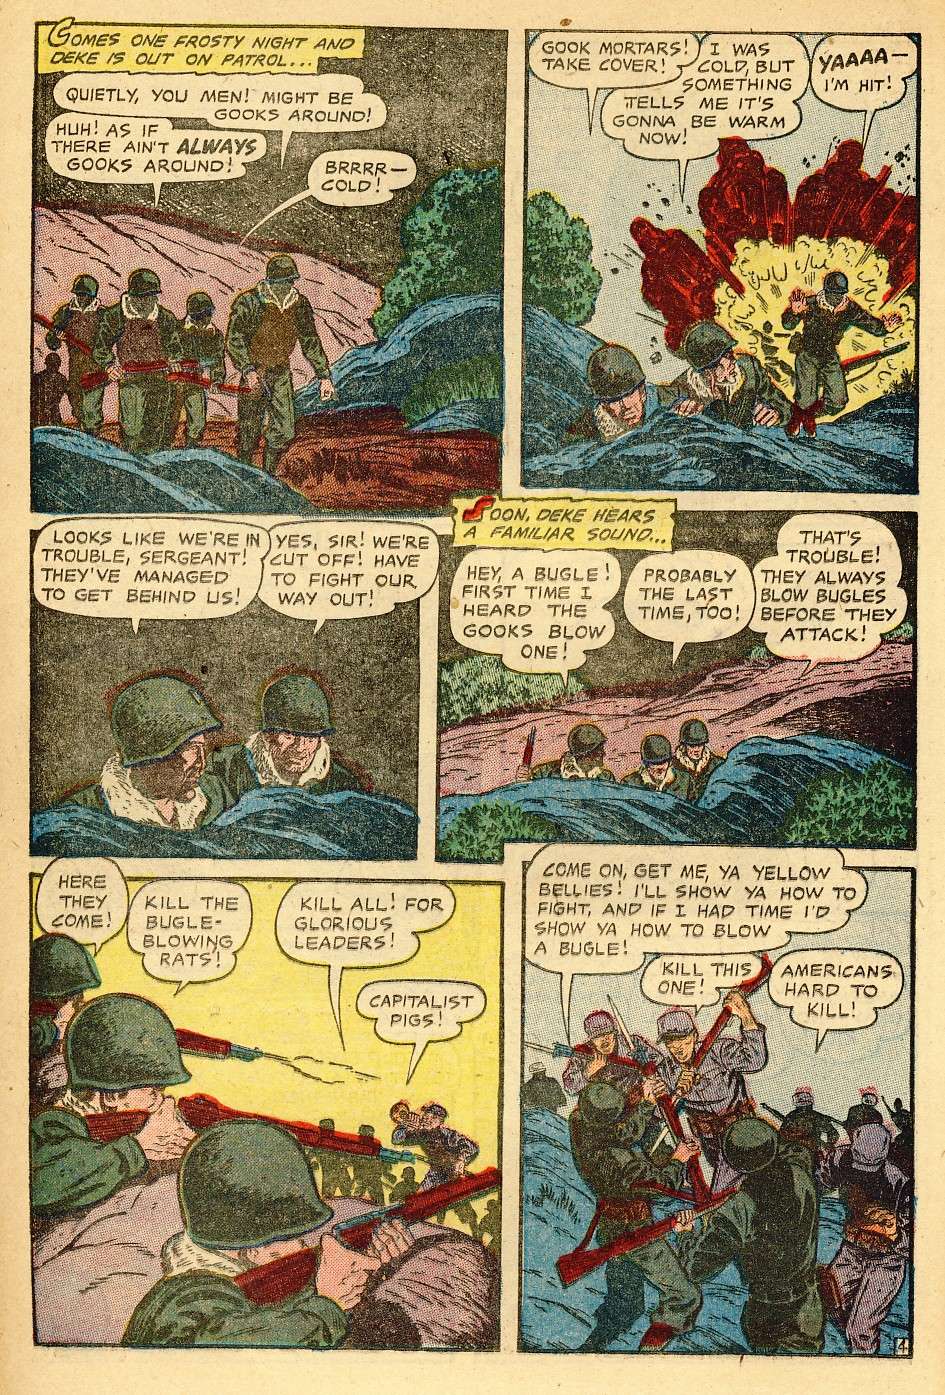 COMES ONE FROSTY NIGHT AND
DEKE IS OUT ON PATROL...
QUIETLY, YOU MEN! MIGHT BE
GOOKS AROUND!
HUH! AS IF
THERE AIN'T ALWAYS
GOOKS AROUND!
BRRRR—
COLD!
GOOK MORTARS!
TAKE COVER!
I WAS
COLD, BUT
SOMETHING
TELLS ME IT'S
GONNA BE WARM
NOW!
YAAAA—
I'M HIT!
LOOKS LIKE WE'RE IN
TROUBLE, SERGEANT!
THEY'VE MANAGED
TO GET BEHIND US!
YES, SIR! WE'RE
CUT OFF! HAVE
TO FIGHT OUR
WAY OUT!
SOON, DEKE HEARS
A FAMILIAR SOUND...
HEY, A BUGLE!
FIRST TIME I
HEARD THE
GOOKS BLOW
ONE!
PROBABLY
THE LAST
TIME, TOO!
THAT'S
TROUBLE!
THEY ALWAYS
BLOW BUGLES
BEFORE THEY
ATTACK!
HERE
THEY
COME!
KILL THE
BUGLE-
BLOWING
RATS!
KILL ALL! FOR
GLORIOUS
LEADERS!
CAPITALIST
PIGS!
COME ON, GET ME, YA YELLOW
BELLIES! I'LL SHOW YA HOW TO
FIGHT, AND IF I HAD TIME I'D
SHOW YA HOW TO BLOW
A BUGLE!
KILL THIS
ONE!
AMERICANS
HARD TO
KILL!
4